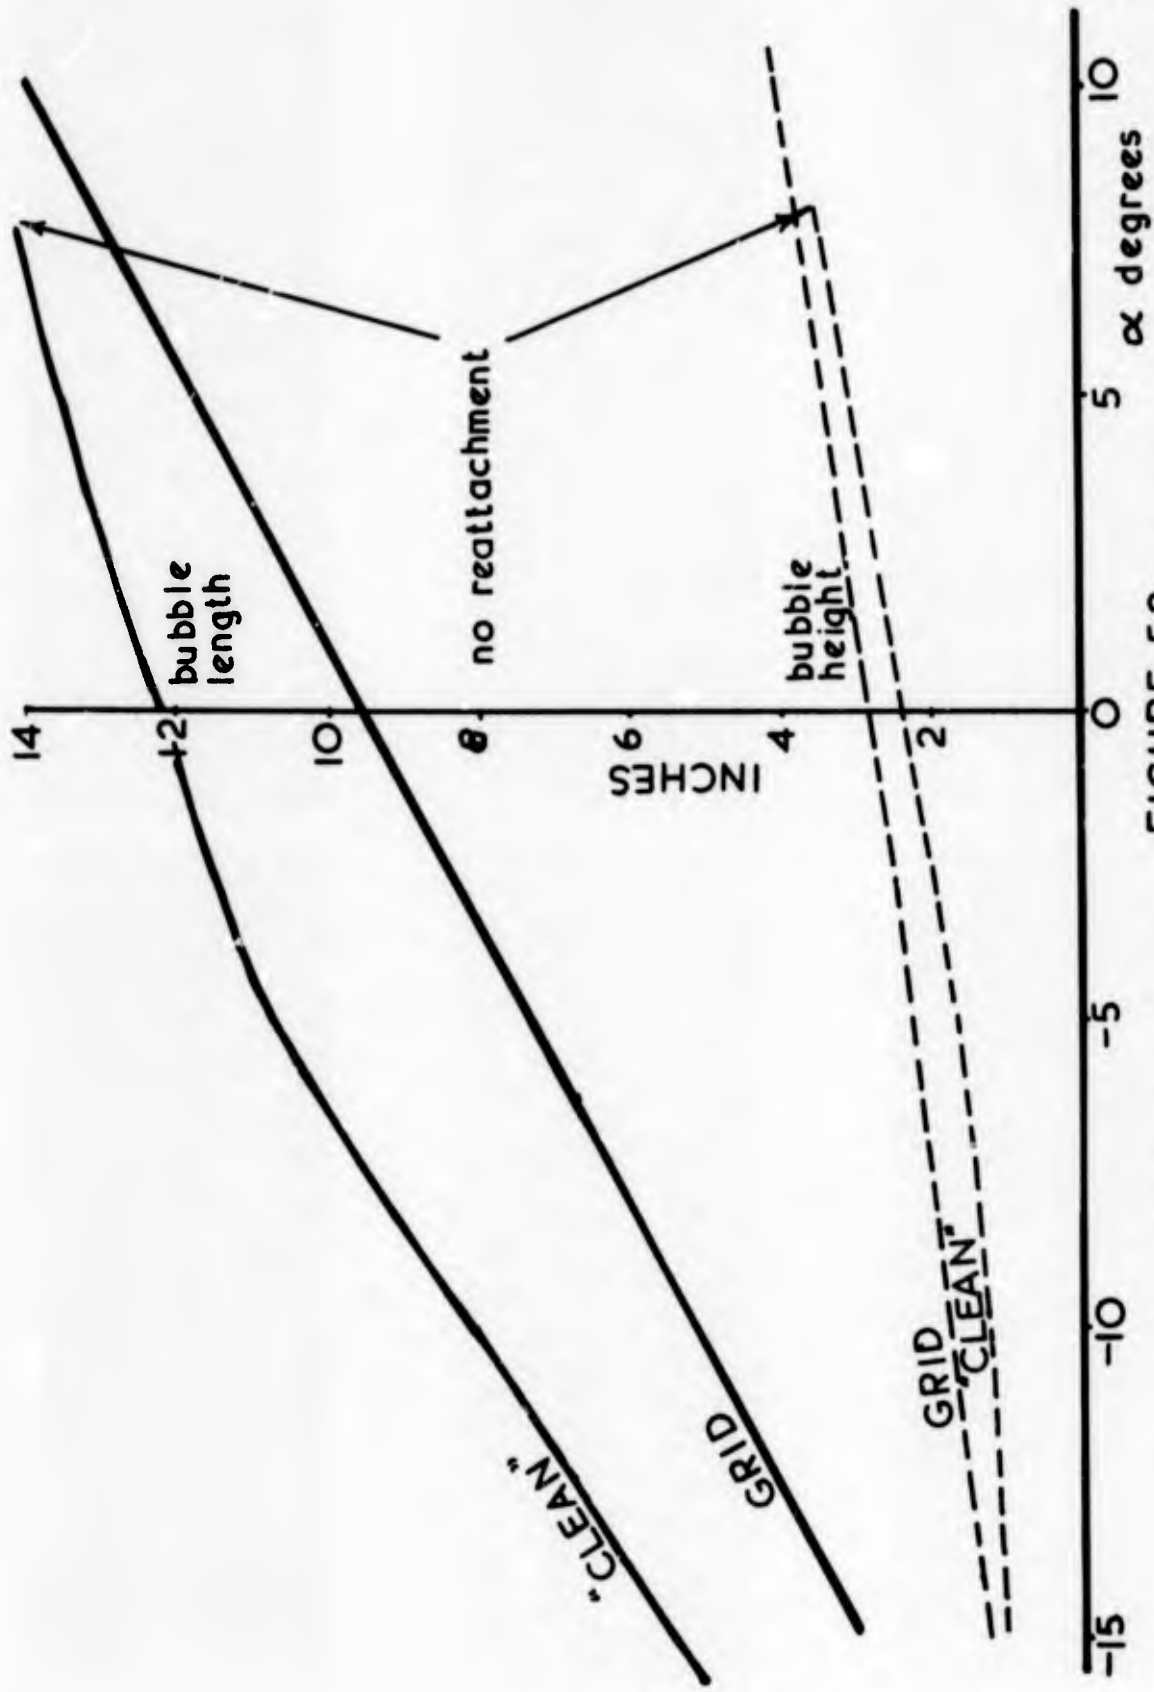 14
12
10
8
6
4
2
0
INCHES
bubble
length
no reattachment
bubble
height
"CLEAN"
GRID
GRID
"CLEAN"
-15
-10
-5
5
10
α degrees